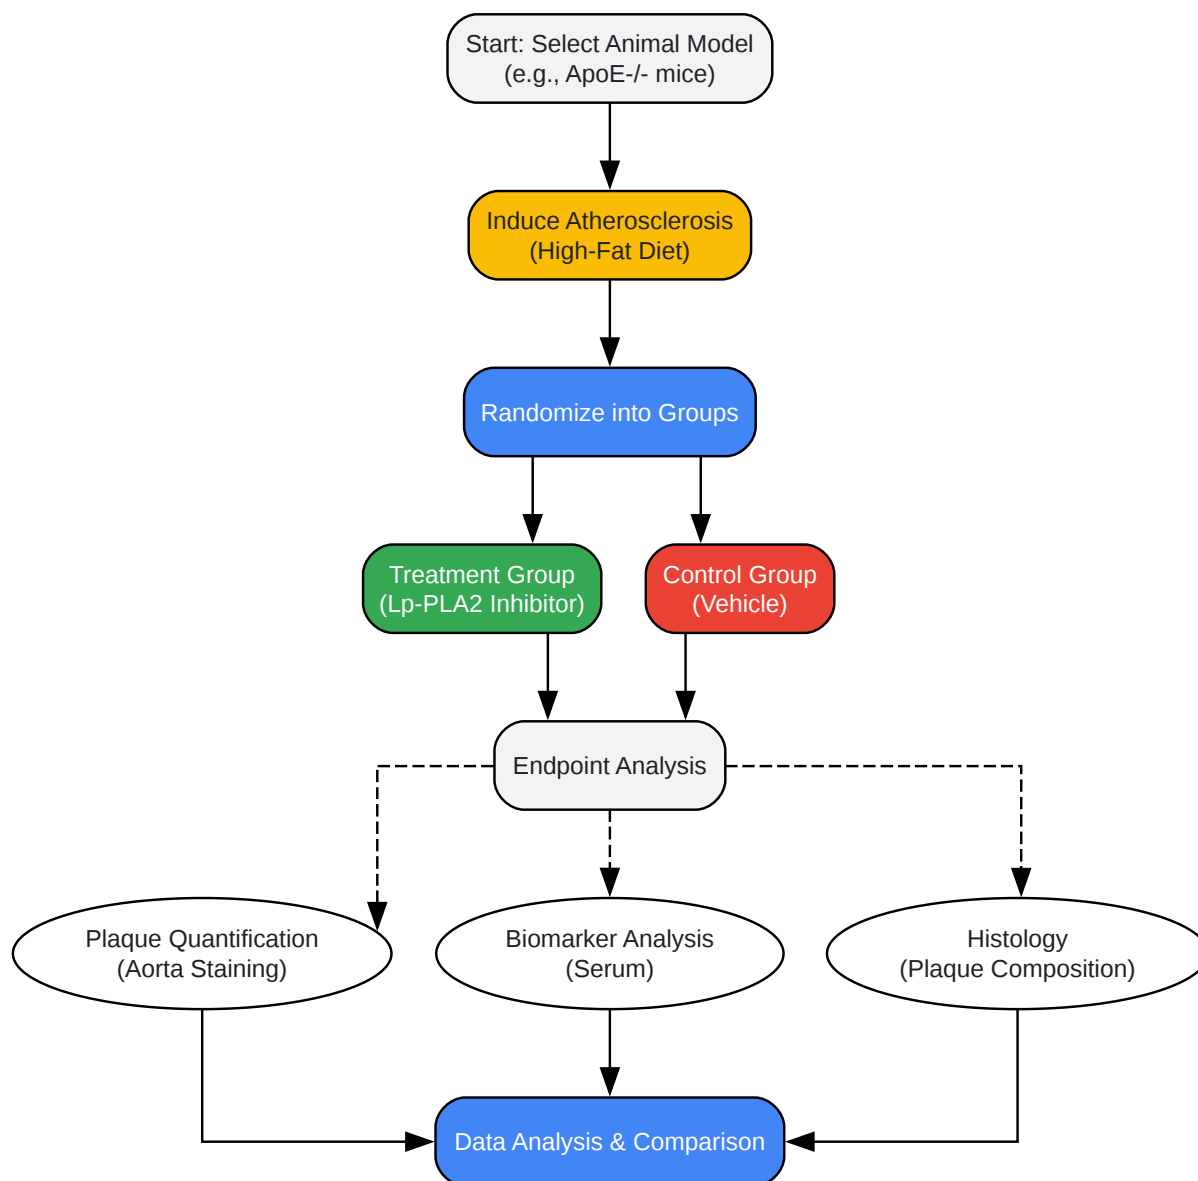 Start: Select Animal Model
(e.g., ApoE-/- mice)
Induce Atherosclerosis
(High-Fat Diet)
Randomize into Groups
Treatment Group
(Lp-PLA2 Inhibitor)
Control Group
(Vehicle)
Endpoint Analysis
Plaque Quantification
(Aorta Staining)
Biomarker Analysis
(Serum)
Histology
(Plaque Composition)
Data Analysis & Comparison